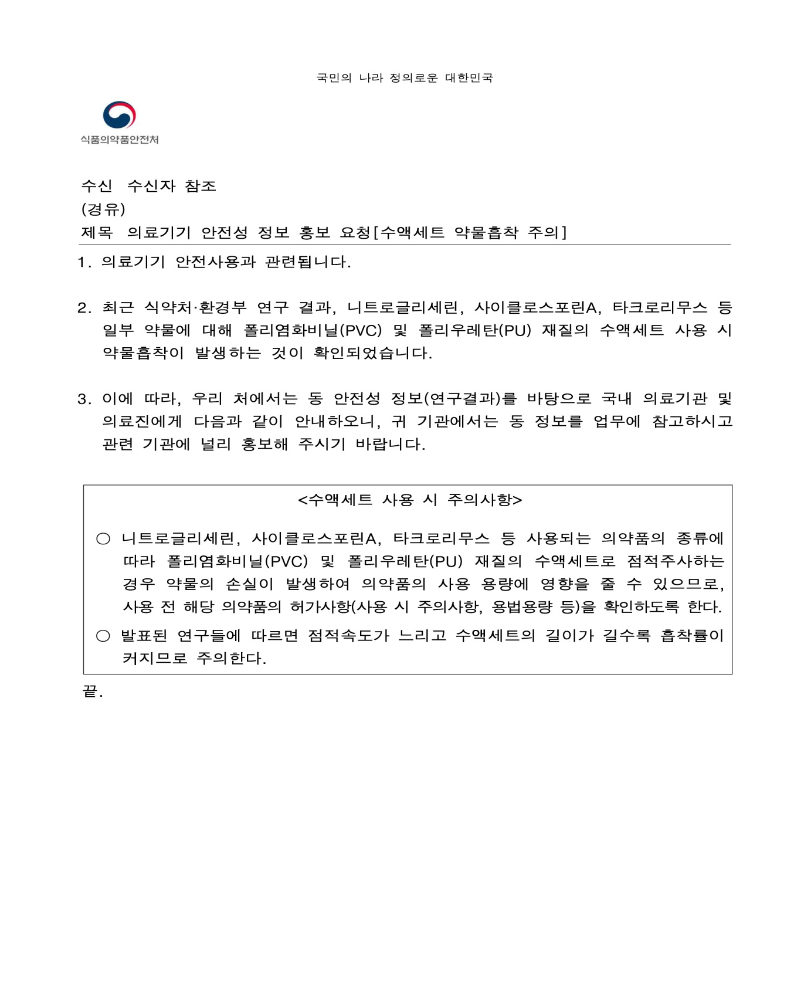 국민의 나라 정의로운 대한민국
식품의약품안전처
수신 수신자 참조
(경유)
제목 의료기기 안전성 정보 홍보 요청[수액세트 약물흡착 주의]
1. 의료기기 안전사용과 관련됩니다.
2. 최근 식약처·환경부 연구 결과, 니트로글리세린, 사이클로스포린A, 타크로리무스 등
일부 약물에 대해 폴리염화비닐(PVC) 및 폴리우레탄(PU) 재질의 수액세트 사용 시
약물흡착이 발생하는 것이 확인되었습니다.
3. 이에 따라, 우리 처에서는 동 안전성 정보(연구결과)를 바탕으로 국내 의료기관 및
의료진에게 다음과 같이 안내하오니, 귀 기관에서는 동 정보를 업무에 참고하시고
관련 기관에 널리 홍보해 주시기 바랍니다.
<수액세트 사용 시 주의사항>
○ 니트로글리세린, 사이클로스포린A, 타크로리무스 등 사용되는 의약품의 종류에
따라 폴리염화비닐(PVC) 및 폴리우레탄(PU) 재질의 수액세트로 점적주사하는
경우 약물의 손실이 발생하여 의약품의 사용 용량에 영향을 줄 수 있으므로,
사용 전 해당 의약품의 허가사항(사용 시 주의사항, 용법용량 등)을 확인하도록 한다.
○ 발표된 연구들에 따르면 점적속도가 느리고 수액세트의 길이가 길수록 흡착률이
커지므로 주의한다.
끝.